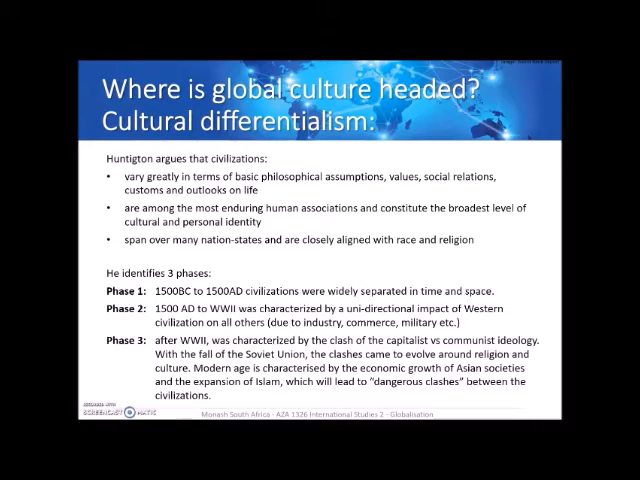 Where is global culture headed?
Cultural differentialism:
Huntigton argues that civilizations:
• vary greatly in terms of basic philosophical assumptions, values, social relations,
customs and outlooks on life
• are among the most enduring human associations and constitute the broadest level of
cultural and personal identity
• span over many nation-states and are closely aligned with race and religion
He identifies 3 phases:
Phase 1: 1500BC to 1500AD civilizations were widely separated in time and space.
Phase 2: 1500 AD to WWII was characterized by a uni-directional impact of Western
civilization on all others (due to industry, commerce, military etc.)
Phase 3: after WWII, was characterized by the clash of the capitalist vs communist ideology.
With the fall of the Soviet Union, the clashes came to evolve around religion and
culture. Modern age is characterised by the economic growth of Asian societies
and the expansion of Islam, which will lead to “dangerous clashes” between the
civilizations.
RECORDED WITH
SCREENCAST MATIC
Monash South Africa - AZA 1326 International Studies 2 - Globalisation